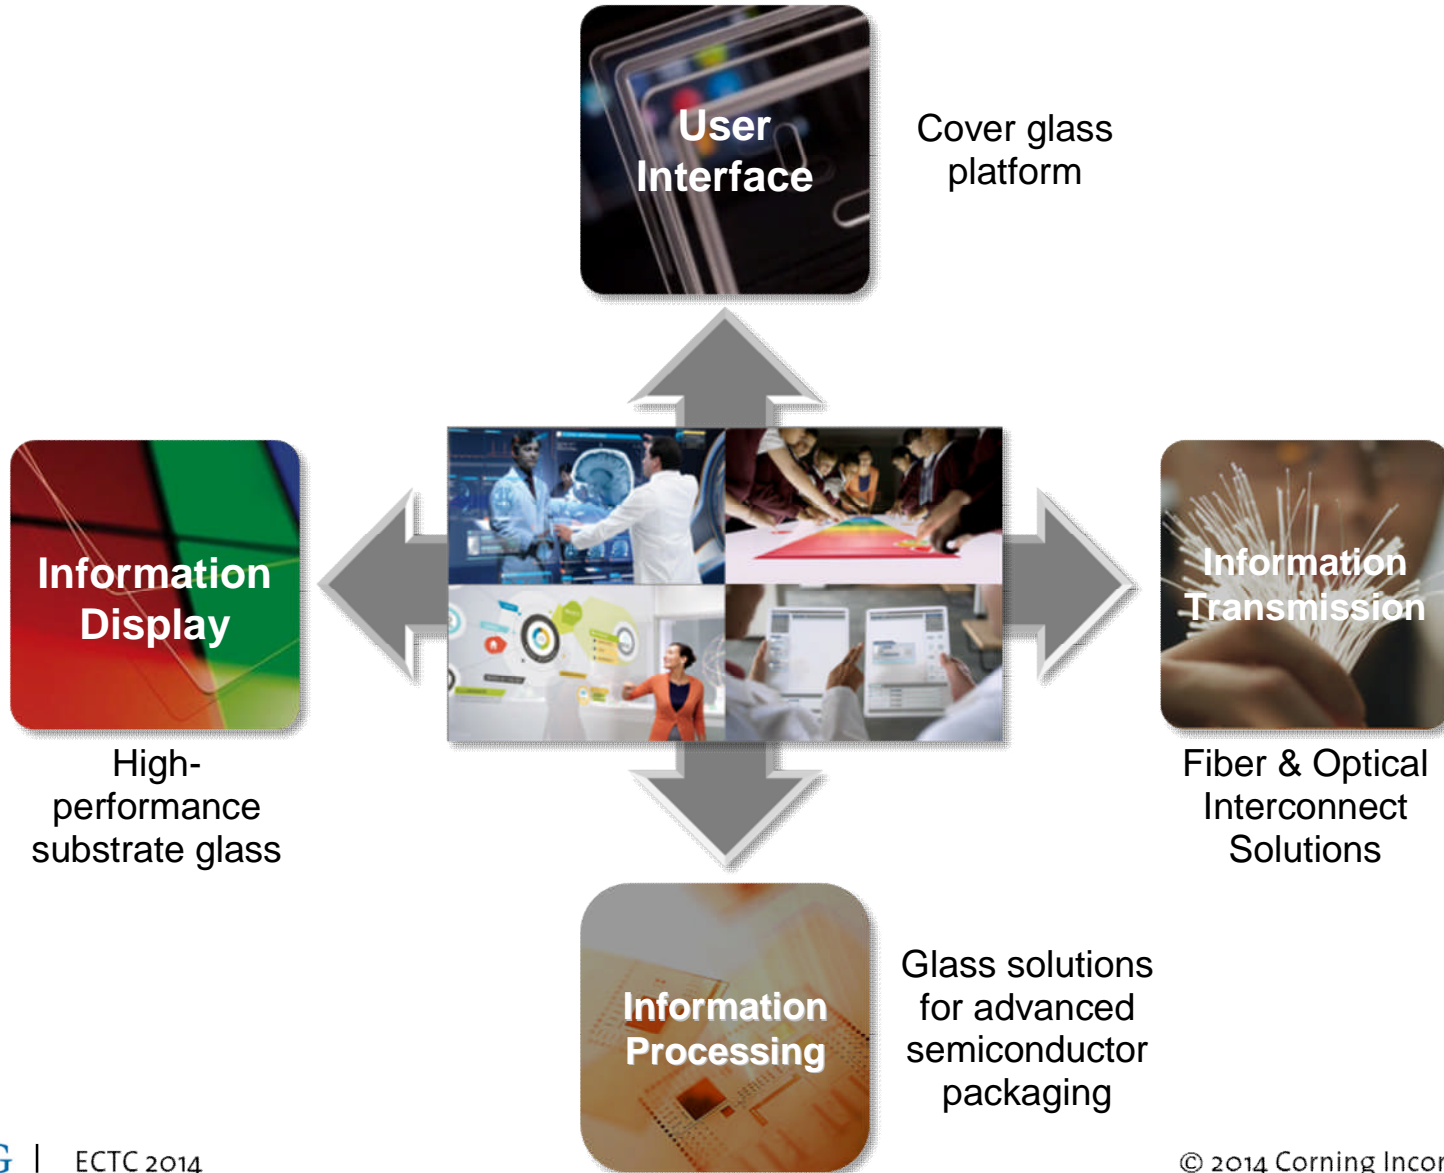 User
Interface
Cover glass
platform
Information
Display
High-
performance
substrate glass
Information
Transmission
Fiber & Optical
Interconnect
Solutions
Information
Processing
Glass solutions
for advanced
semiconductor
packaging
G | ECTC 2014
© 2014 Corning Incor